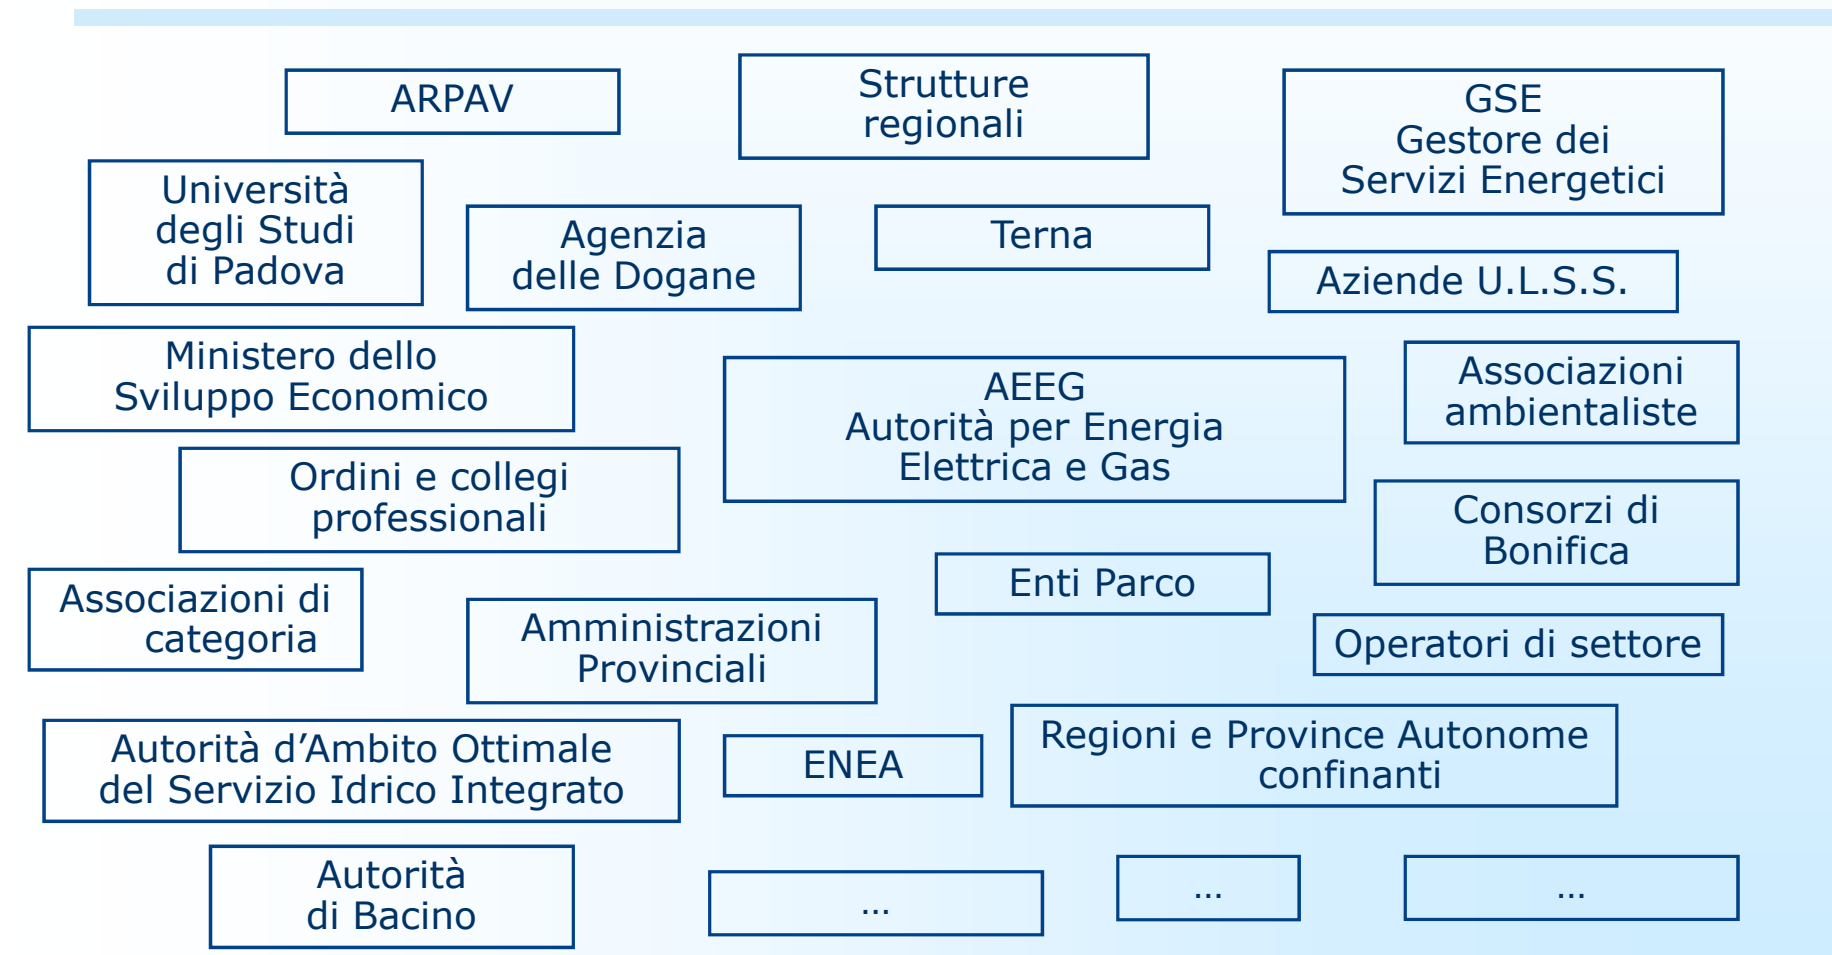 ARPAV
Strutture
regionali
GSE
Gestore dei
Servizi Energetici
Università
degli Studi
di Padova
Agenzia
delle Dogane
Terna
Aziende U.L.S.S.
Ministero dello
Sviluppo Economico
AEEG
Autorità per Energia
Elettrica e Gas
Associazioni
ambientaliste
Ordini e collegi
professionali
Consorzi di
Bonifica
Associazioni di
categoria
Amministrazioni
Provinciali
Enti Parco
Operatori di settore
Autorità d’Ambito Ottimale
del Servizio Idrico Integrato
ENEA
Regioni e Province Autonome
confinanti
Autorità
di Bacino
…
…
…